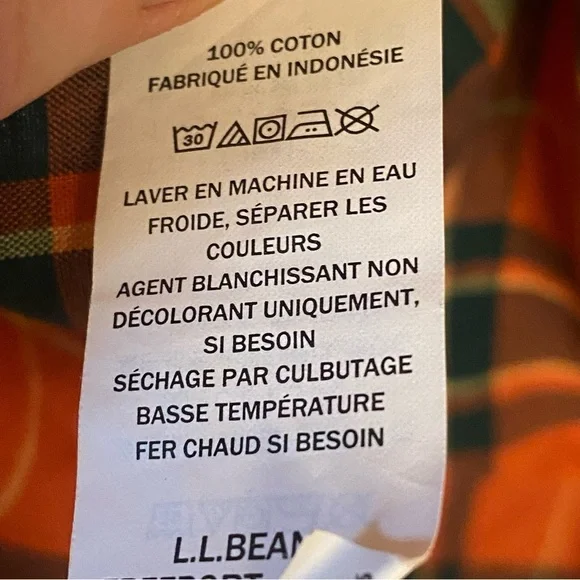 100% COTON
FABRIQUÉ EN INDONÉSIE
30
LAVER EN MACHINE EN EAU
FROIDE, SÉPARER LES
COULEURS
AGENT BLANCHISSANT NON
DÉCOLORANT UNIQUEMENT,
SI BESOIN
SÉCHAGE PAR CULBUTAGE
BASSE TEMPÉRATURE
FER CHAUD SI BESOIN
L.L.BEAN